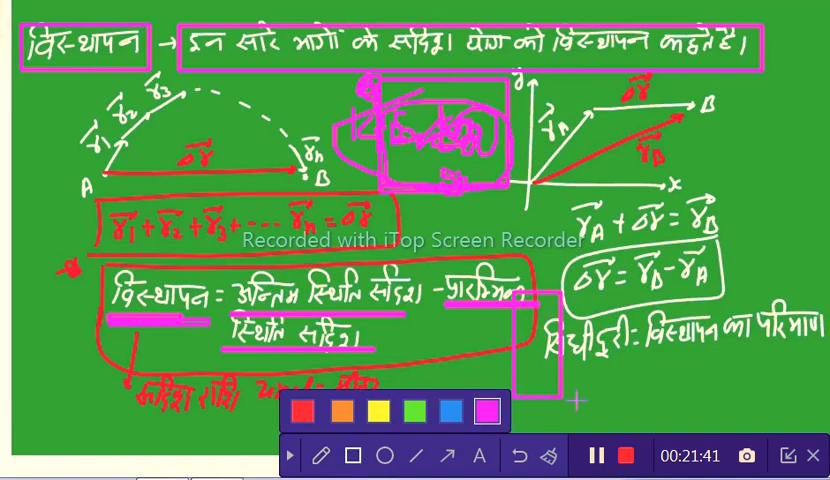 विस्थापन → इन सारे भागों के सदिश योग को विस्थापन कहते है।
r⃗1 r⃗2 r⃗3 r⃗n
A Δr⃗ B
y Δr⃗ B
r⃗A r⃗B
x
r⃗1 + r⃗2 + r⃗3 + --- r⃗n = Δr⃗
r⃗A + Δr⃗ = r⃗B
Recorded with iTop Screen Recorder
Δr⃗ = r⃗B - r⃗A
विस्थापन = अन्तिम स्थिति सदिश - प्रारम्भिक
स्थिति सदिश
सिधी दूरी = विस्थापन का परिमाण
सदिश राशि
A
00:21:41